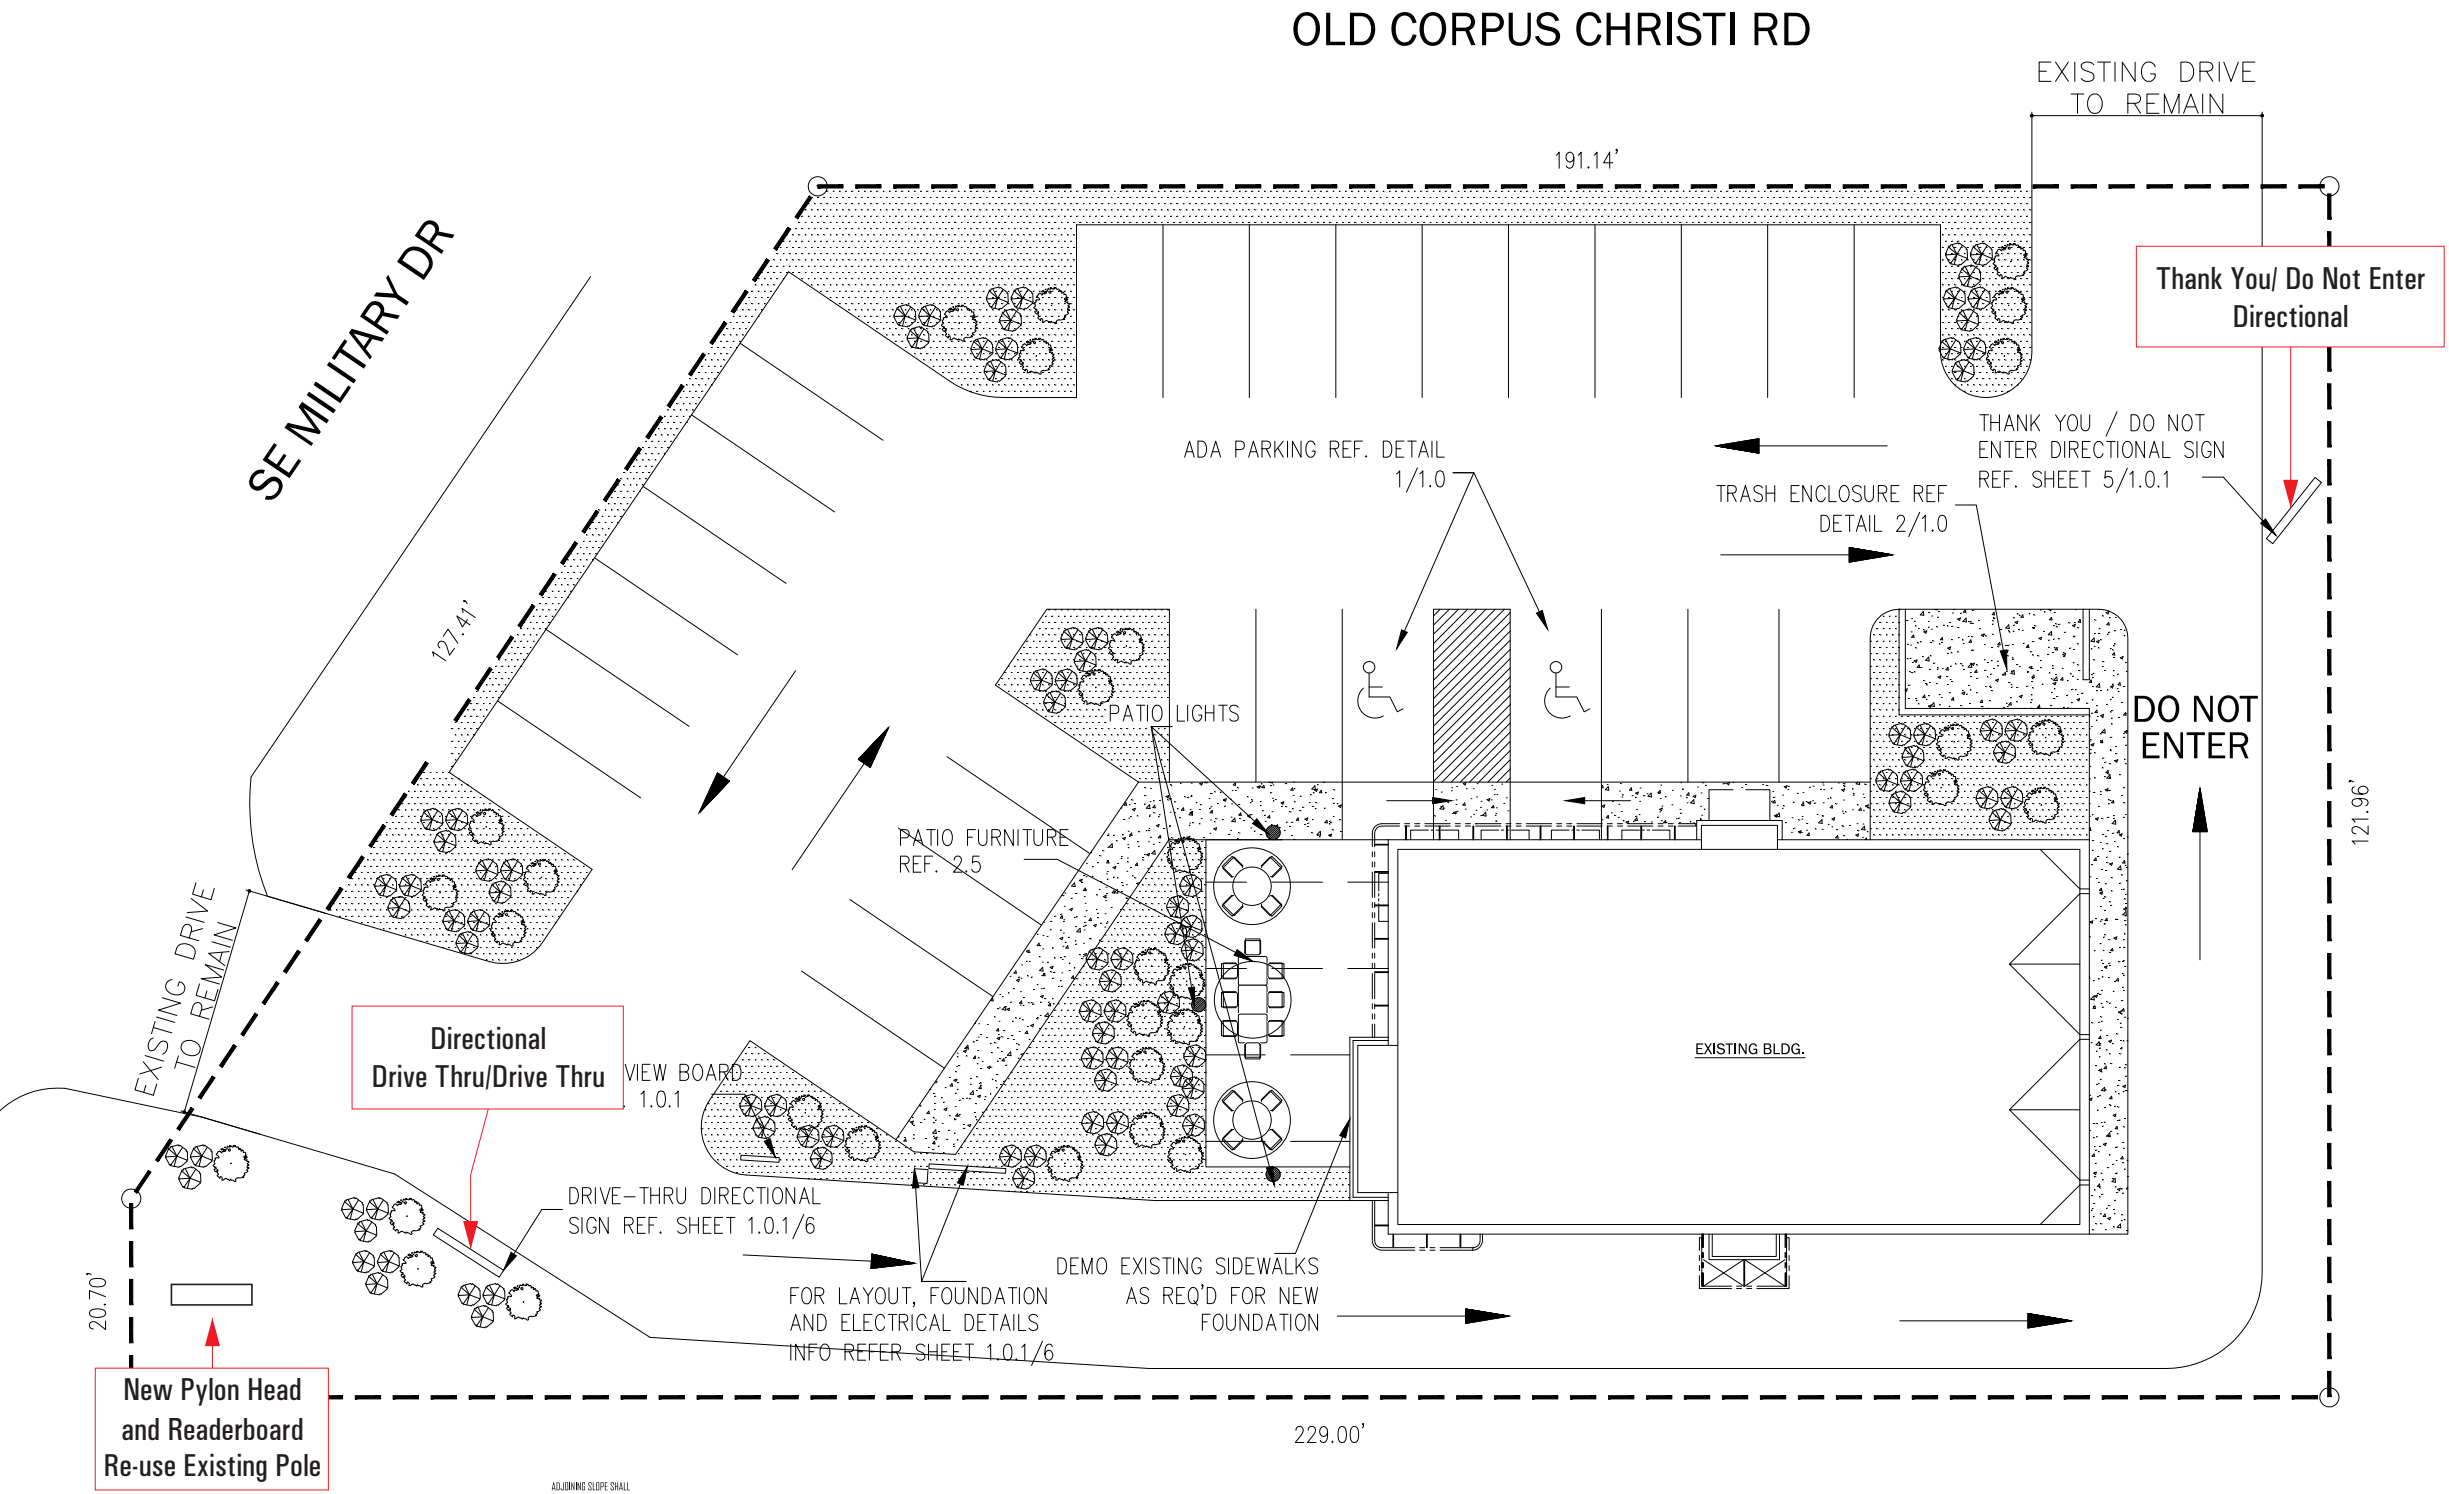 OLD CORPUS CHRISTI RD
EXISTING DRIVE
TO REMAIN
191.14'
SE MILITARY DR
Thank You/ Do Not Enter
Directional
THANK YOU / DO NOT
ENTER DIRECTIONAL SIGN
REF. SHEET 5/1.0.1
ADA PARKING REF. DETAIL
1/1.0
TRASH ENCLOSURE REF
DETAIL 2/1.0
127.41'
PATIO LIGHTS
DO NOT
ENTER
121.96'
PATIO FURNITURE
REF. 2.5
EXISTING DRIVE
TO REMAIN
Directional
Drive Thru/Drive Thru
VIEW BOARD
1.0.1
EXISTING BLDG.
DRIVE-THRU DIRECTIONAL
SIGN REF. SHEET 1.0.1/6
20.70'
FOR LAYOUT, FOUNDATION
AND ELECTRICAL DETAILS
INFO REFER SHEET 1.0.1/6
DEMO EXISTING SIDEWALKS
AS REQ'D FOR NEW
FOUNDATION
New Pylon Head
and Readerboard
Re-use Existing Pole
229.00'
ADJOINING SLOPE SHALL